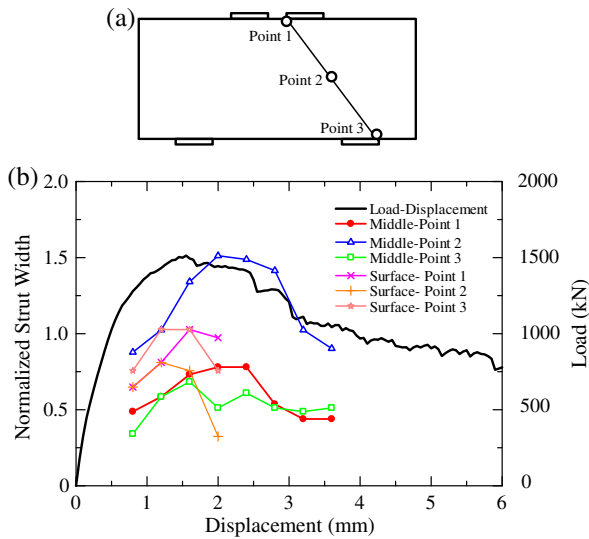 (a)
Point 1
Point 2
Point 3
(b)
2.0
1.5
1.0
0.5
0
Normalized Strut Width
2000
1500
1000
500
0
Load (kN)
Load-Displacement
Middle-Point 1
Middle-Point 2
Middle-Point 3
Surface- Point 1
Surface- Point 2
Surface- Point 3
0 1 2 3 4 5 6
Displacement (mm)